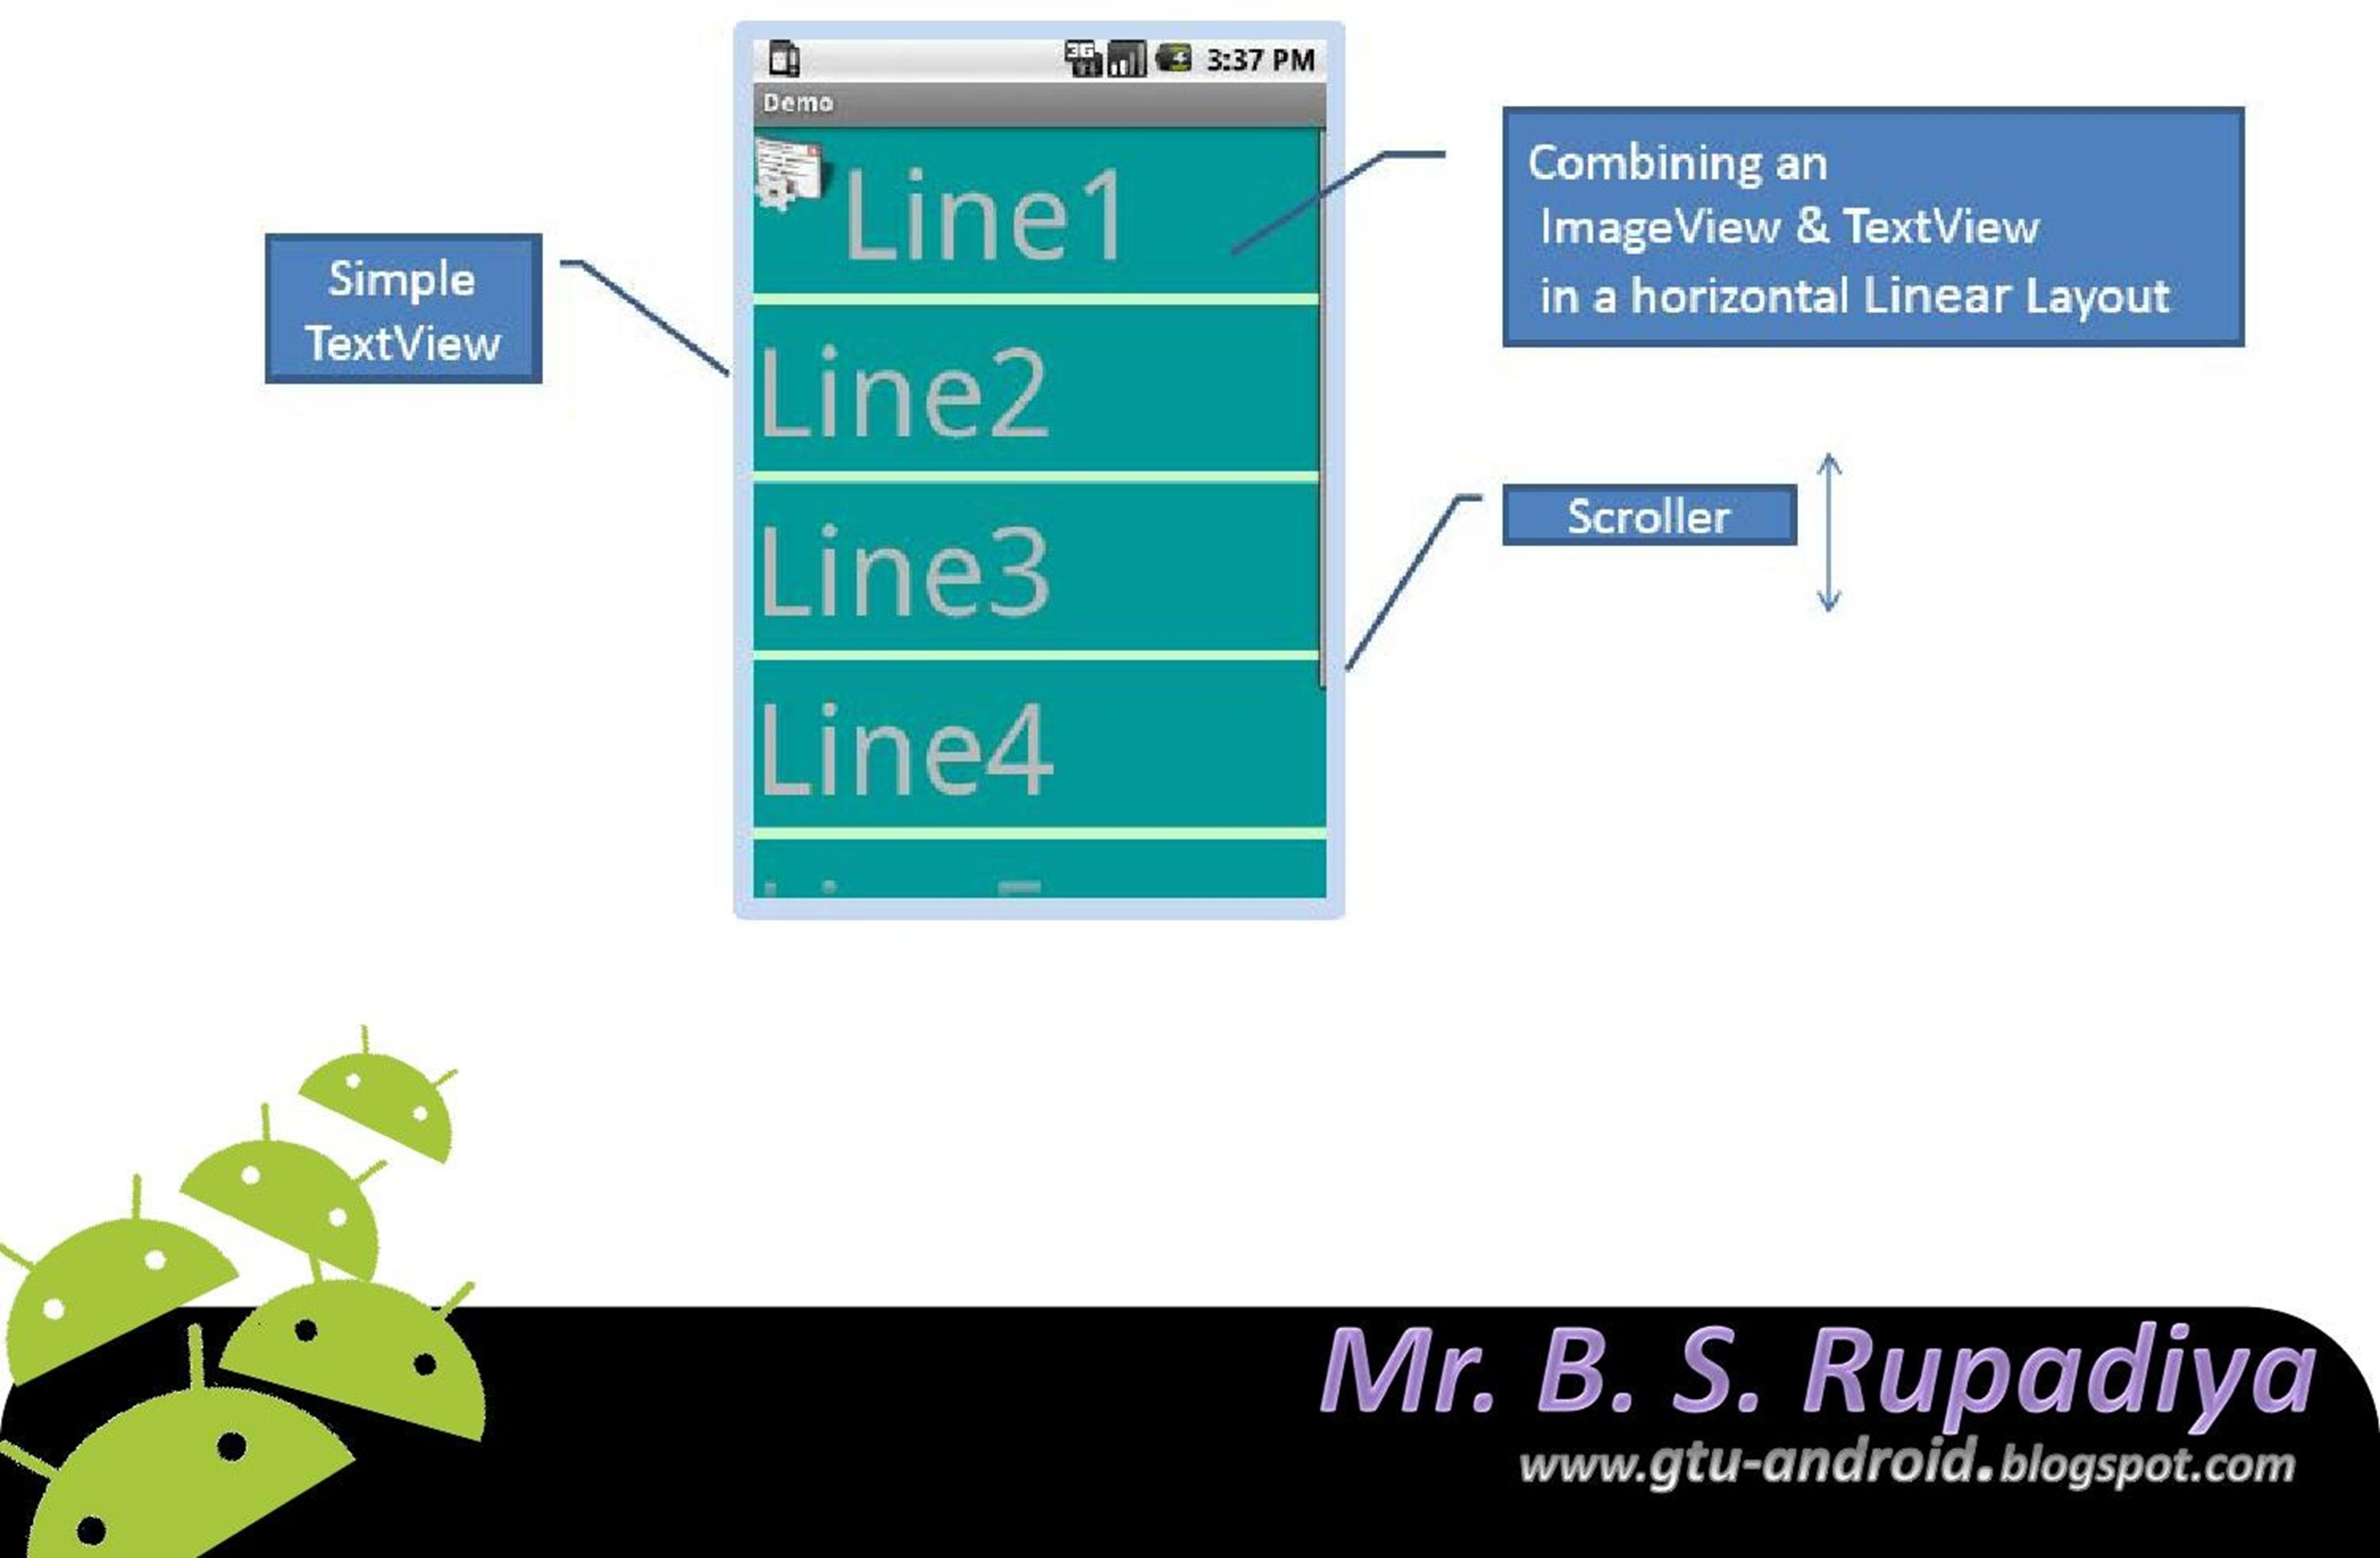 3G 3:37 PM
Demo
Line1
Line2
Line3
Line4
Simple
TextView
Combining an
ImageView & TextView
in a horizontal Linear Layout
Scroller
Mr. B. S. Rupadiya
www.gtu-android.blogspot.com